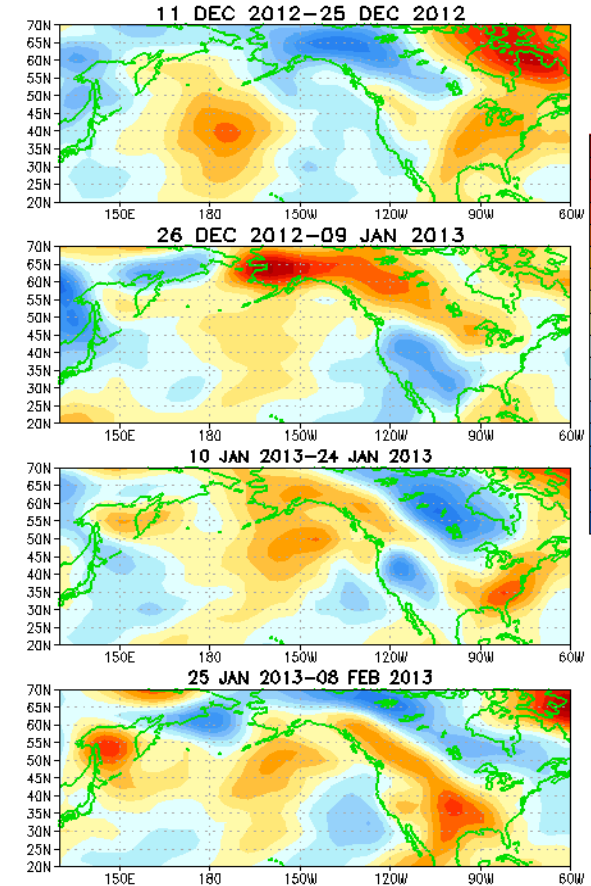 11 DEC 2012-25 DEC 2012
70N
65N
60N
55N
50N
45N
40N
35N
30N
25N
20N
150E 180 150W 120W 90W 60W
26 DEC 2012-09 JAN 2013
70N
65N
60N
55N
50N
45N
40N
35N
30N
25N
20N
150E 180 150W 120W 90W 60W
10 JAN 2013-24 JAN 2013
70N
65N
60N
55N
50N
45N
40N
35N
30N
25N
20N
150E 180 150W 120W 90W 60W
25 JAN 2013-08 FEB 2013
70N
65N
60N
55N
50N
45N
40N
35N
30N
25N
20N
150E 180 150W 120W 90W 60W